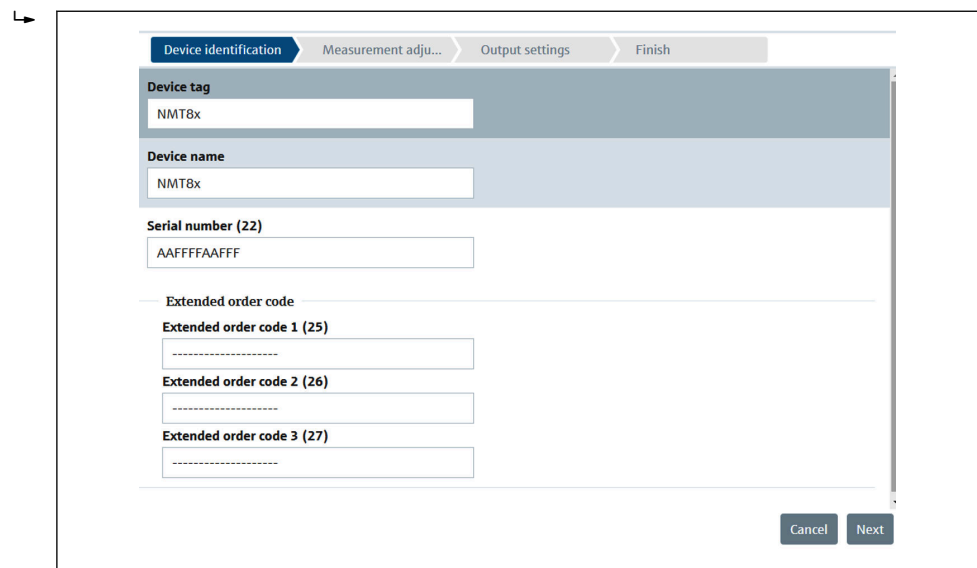 Device identification Measurement adju... Output settings Finish
Device tag
NMT8x
Device name
NMT8x
Serial number (22)
AAFFFFAAFFF
Extended order code
Extended order code 1 (25)
--------------------
Extended order code 2 (26)
--------------------
Extended order code 3 (27)
--------------------
Cancel Next